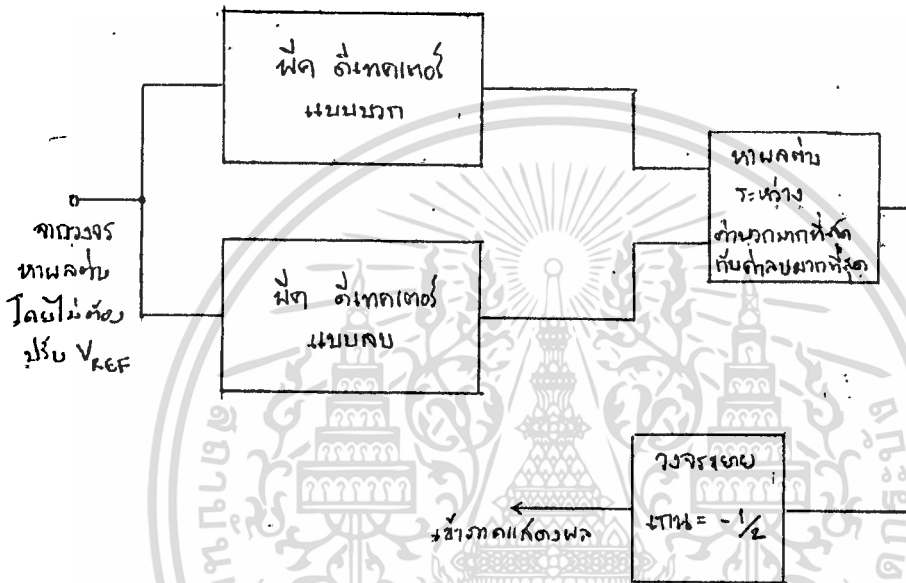 พีค ดีเทคเตอร์
แบบบวก
จากวงจร
หาผลต่าง
โดยไม่ต้อง
ปรับ VREF
พีค ดีเทคเตอร์
แบบลบ
หาผลต่าง
ระหว่าง
ค่าบวกมากที่สุด
กับค่าลบมากที่สุด
วงจรขยาย
เกน = -1/2
เข้าภาคแสดงผล